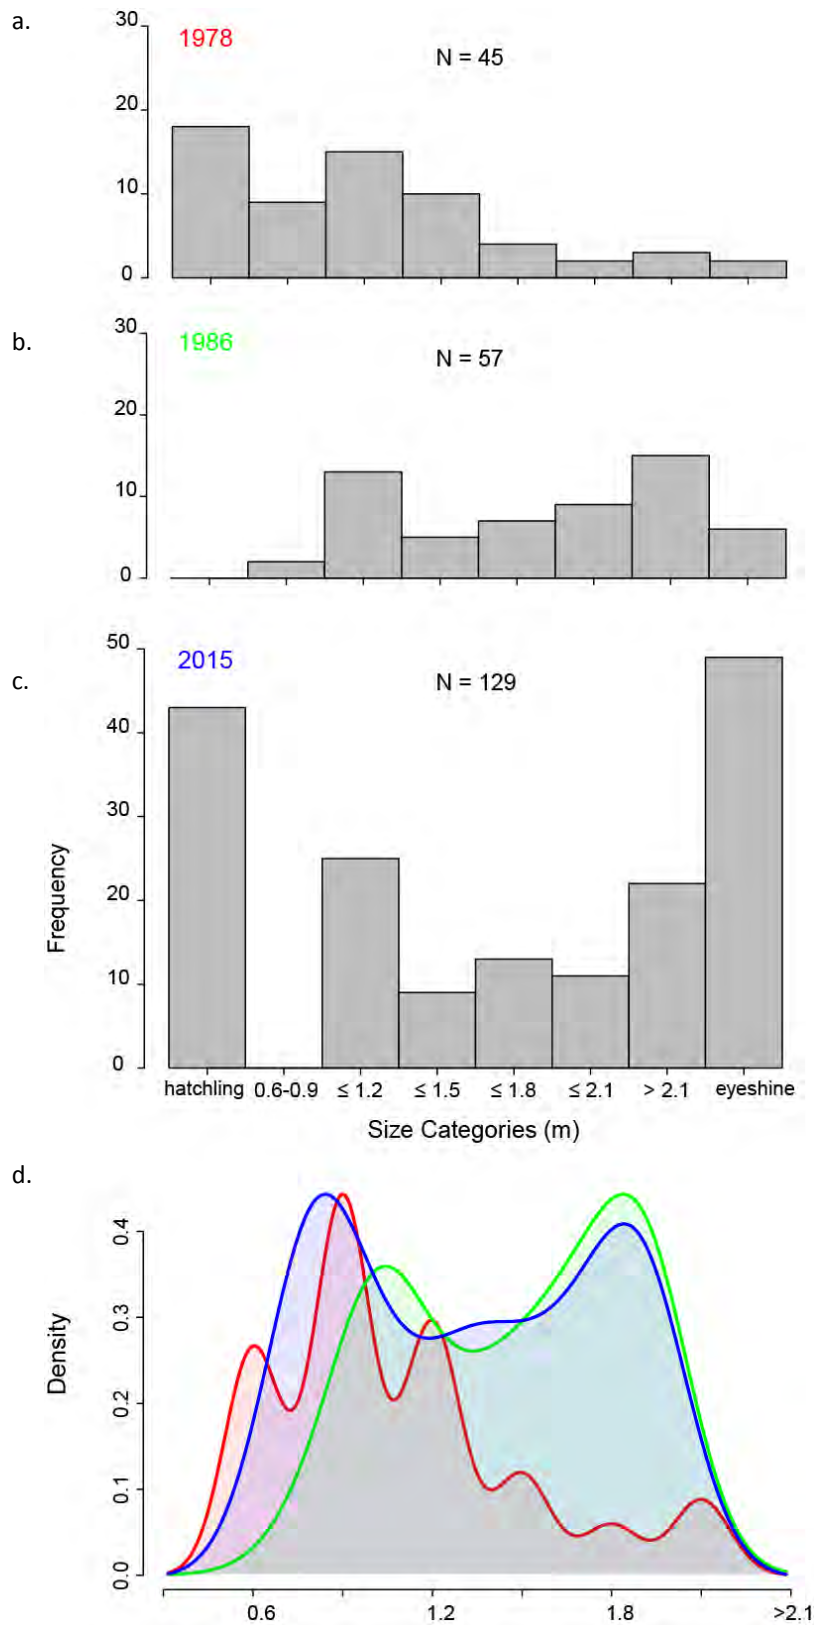 a.
30
20
10
0
1978
N = 45
b.
30
20
10
0
1986
N = 57
c.
50
40
30
20
10
0
2015
N = 129
Frequency
hatchling 0.6-0.9 ≤ 1.2 ≤ 1.5 ≤ 1.8 ≤ 2.1 > 2.1 eyeshine
Size Categories (m)
d.
0.4
0.3
0.2
0.1
0.0
Density
0.6 1.2 1.8 >2.1